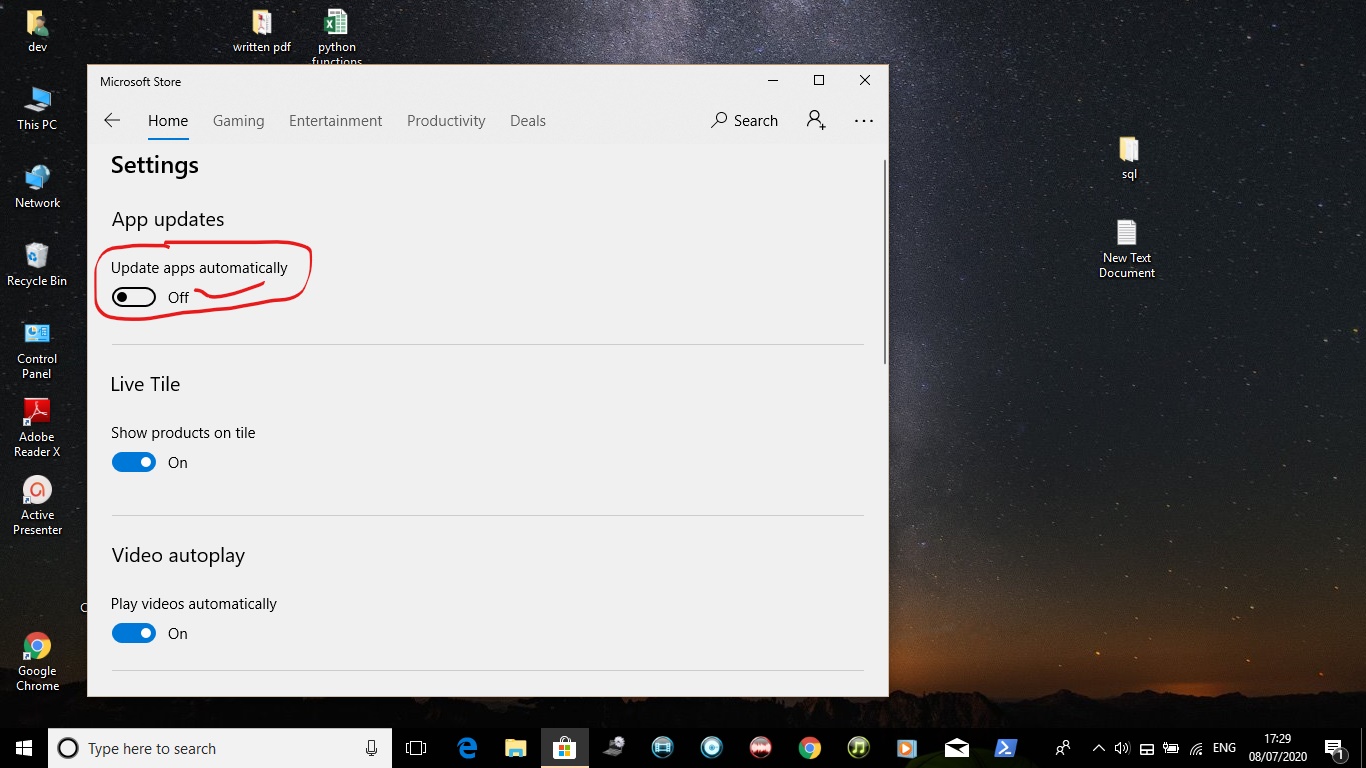 dev
written pdf
python
functions
This PC
Network
Recycle Bin
Control
Panel
Adobe
Reader X
Active
Presenter
Google
Chrome
Microsoft Store
Home Gaming Entertainment Productivity Deals Search
Settings
App updates
Update apps automatically
Off
Live Tile
Show products on tile
On
Video autoplay
Play videos automatically
On
sql
New Text
Document
Type here to search
ENG
17:29
08/07/2020
1